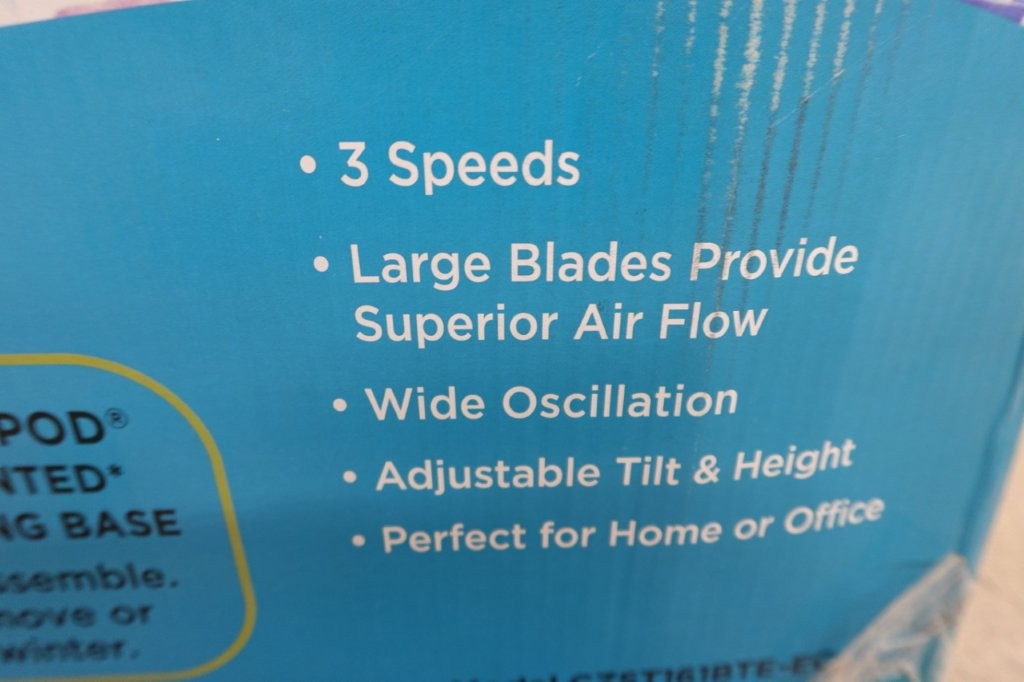 • 3 Speeds
• Large Blades Provide
Superior Air Flow
• Wide Oscillation
• Adjustable Tilt & Height
• Perfect for Home or Office
POD®
NTED*
NG BASE
ssemble.
move or
winter.
Model